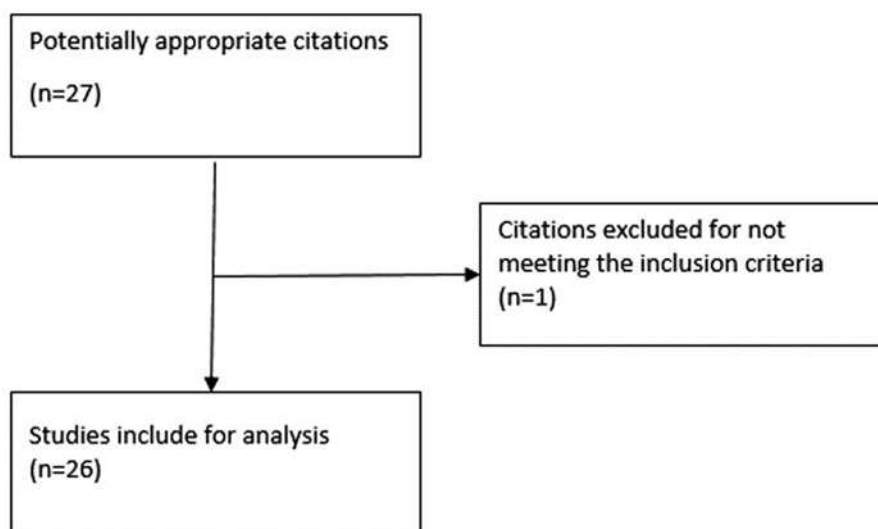 Potentially appropriate citations
(n=27)
Citations excluded for not
meeting the inclusion criteria
(n=1)
Studies include for analysis
(n=26)